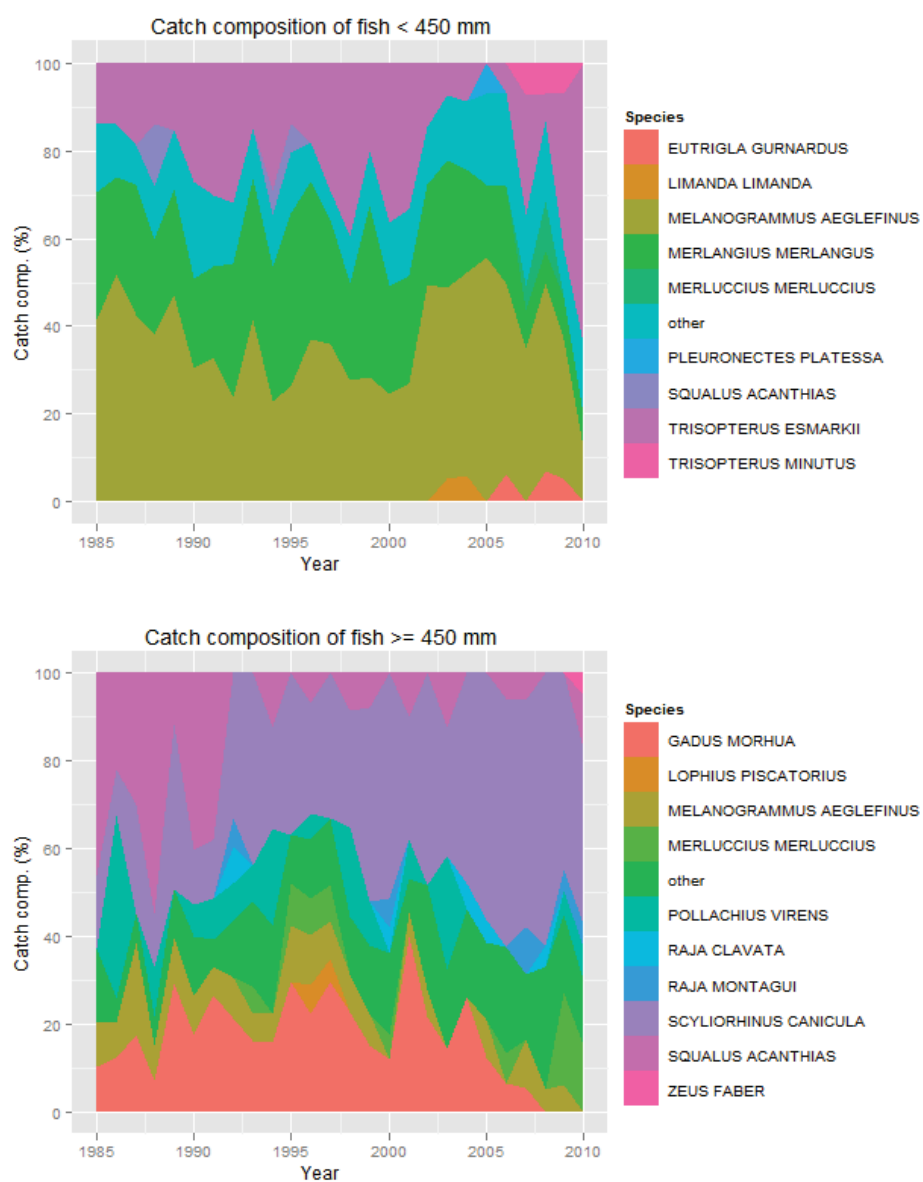 Catch composition of fish < 450 mm
100
80
60
40
20
0
Catch comp. (%)
1985 1990 1995 2000 2005 2010
Year
Species
EUTRIGLA GURNARDUS
LIMANDA LIMANDA
MELANOGRAMMUS AEGLEFINUS
MERLANGIUS MERLANGUS
MERLUCCIUS MERLUCCIUS
other
PLEURONECTES PLATESSA
SQUALUS ACANTHIAS
TRISOPTERUS ESMARKII
TRISOPTERUS MINUTUS
Catch composition of fish >= 450 mm
100
80
60
40
20
0
Catch comp. (%)
1985 1990 1995 2000 2005 2010
Year
Species
GADUS MORHUA
LOPHIUS PISCATORIUS
MELANOGRAMMUS AEGLEFINUS
MERLUCCIUS MERLUCCIUS
other
POLLACHIUS VIRENS
RAJA CLAVATA
RAJA MONTAGUI
SCYLIORHINUS CANICULA
SQUALUS ACANTHIAS
ZEUS FABER